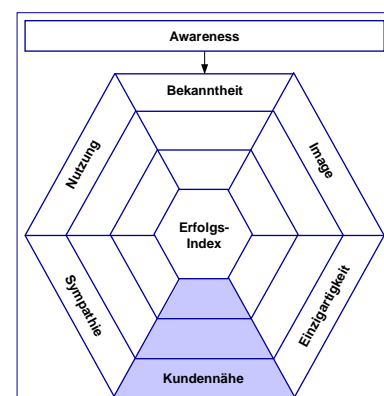 Awareness
Bekanntheit
Nutzung
Image
Erfolgs-
Index
Sympathie
Einzigartigkeit
Kundennähe